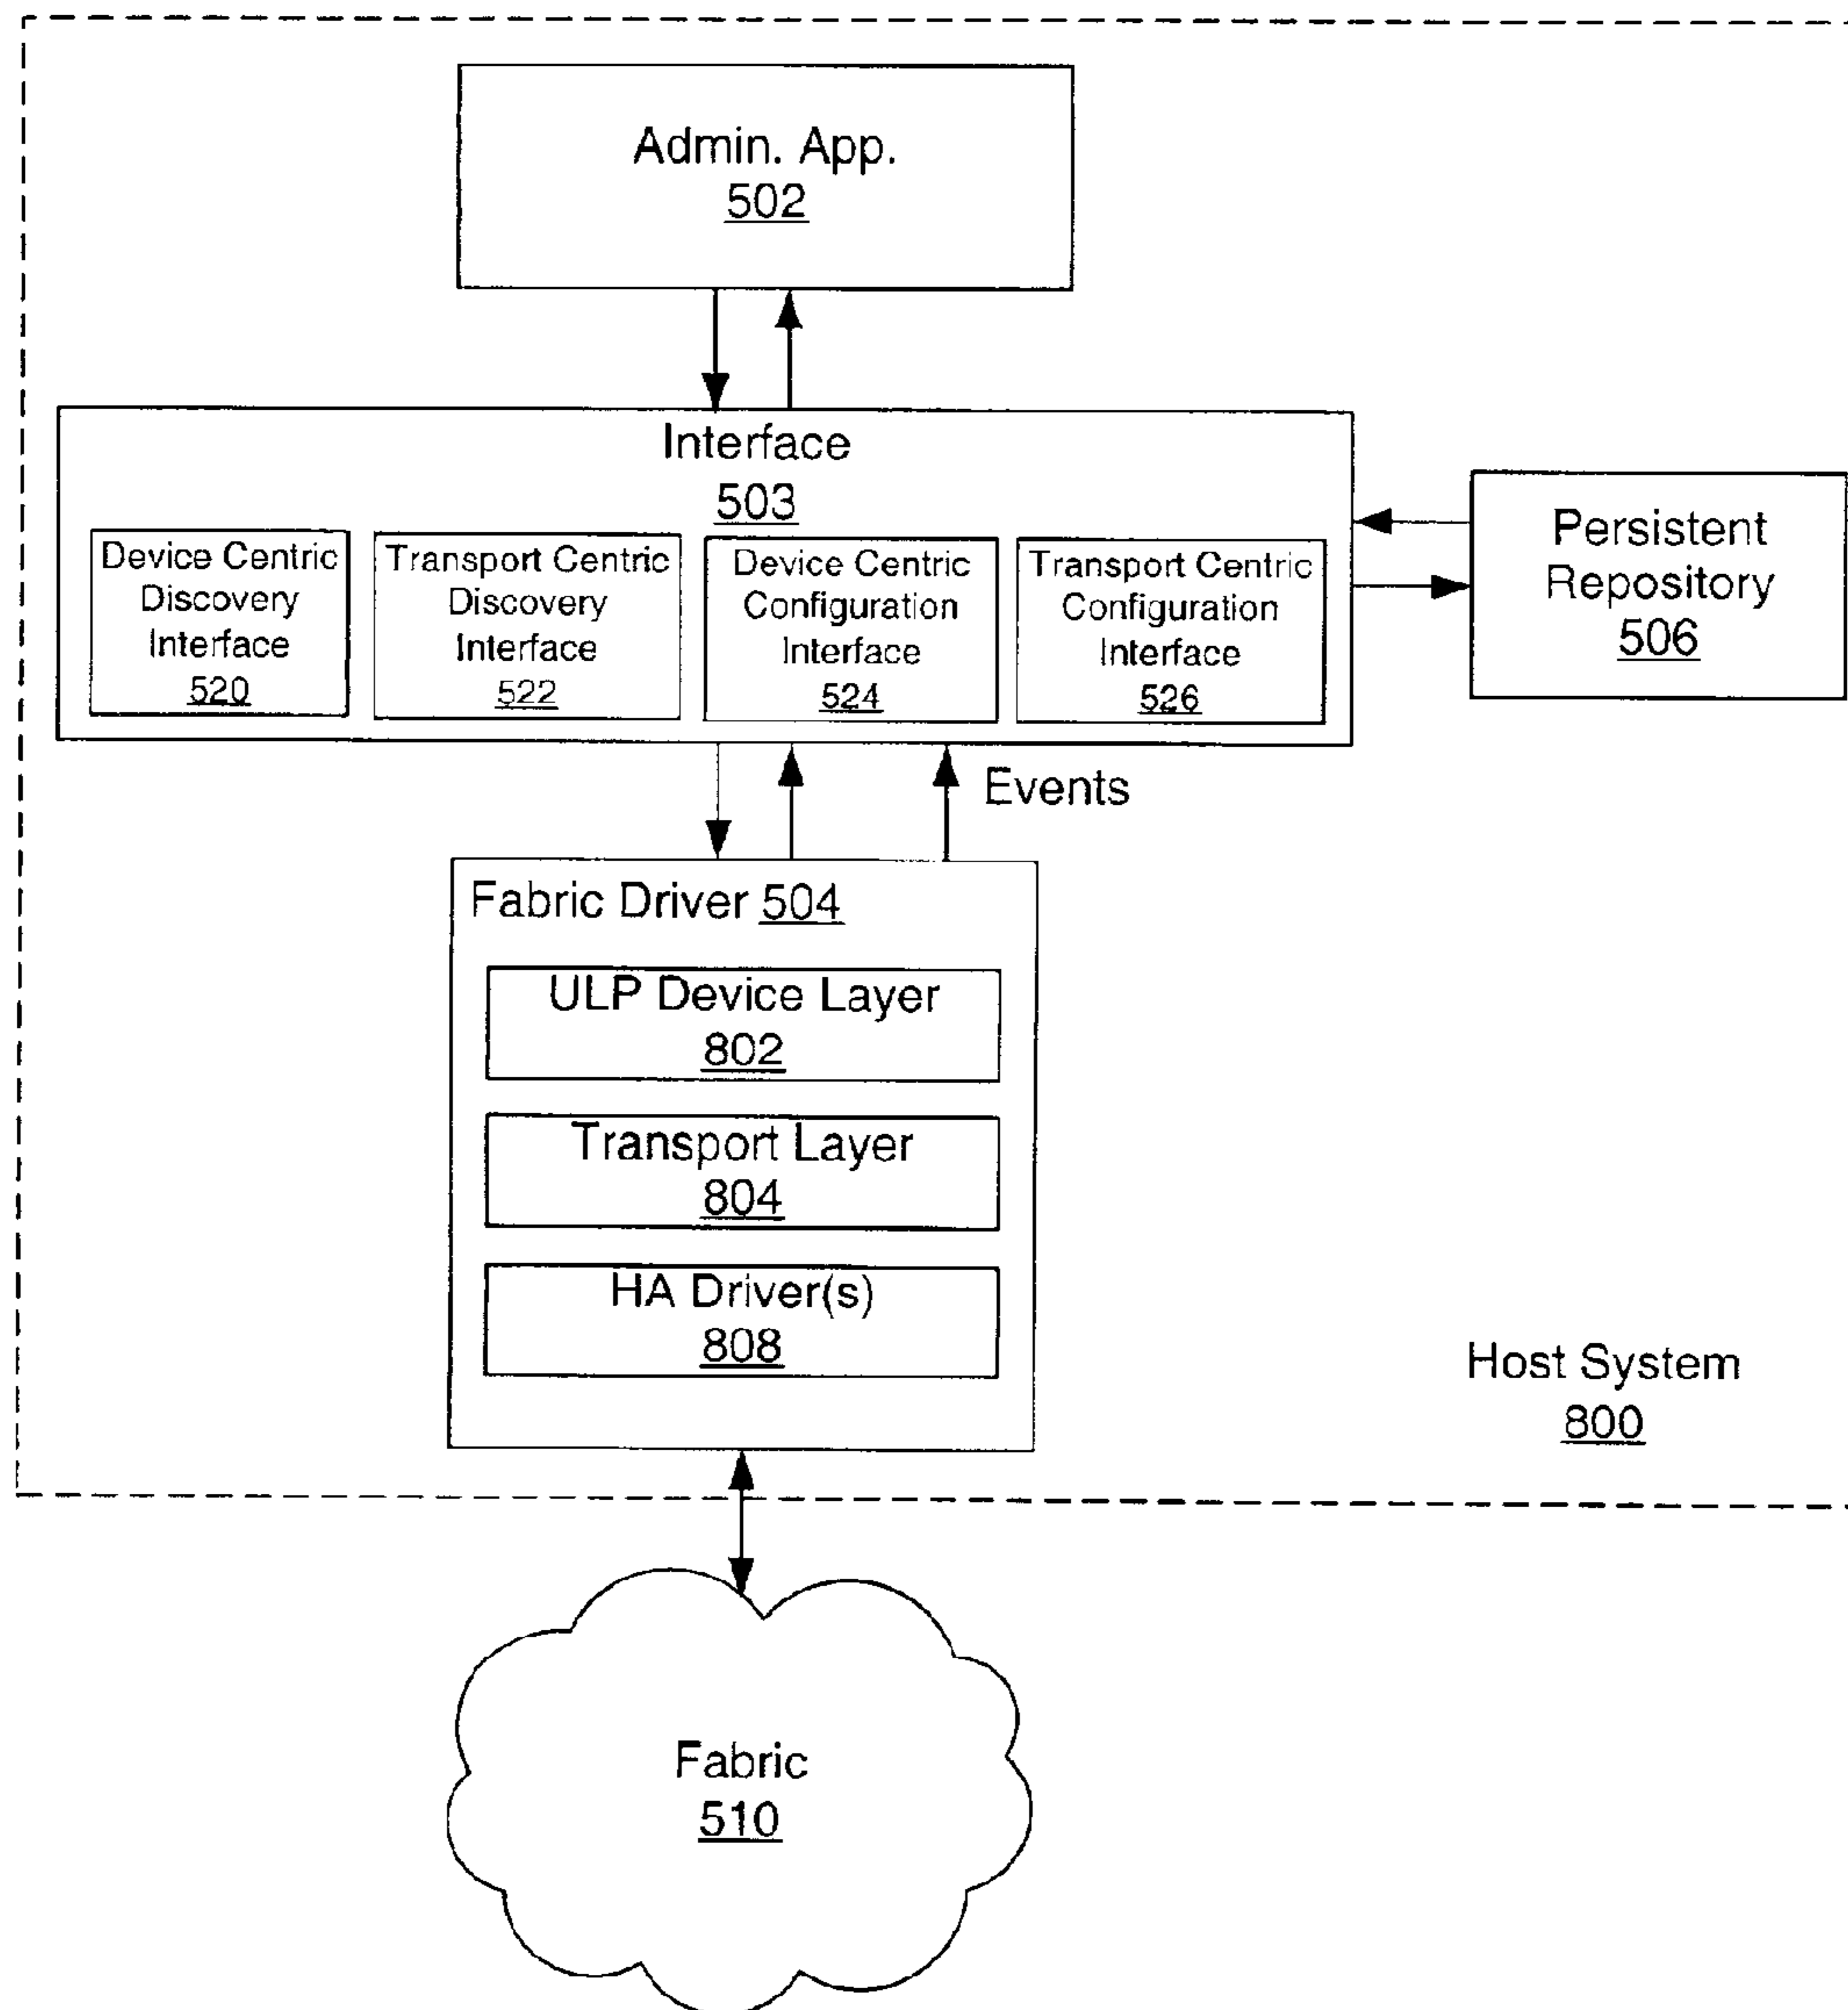 Admin. App.
502
Interface
503
Device Centric
Discovery
Interface
520
Transport Centric
Discovery
Interface
522
Device Centric
Configuration
Interface
524
Transport Centric
Configuration
Interface
526
Persistent
Repository
506
Events
Fabric Driver 504
ULP Device Layer
802
Transport Layer
804
HA Driver(s)
808
Host System
800
Fabric
510